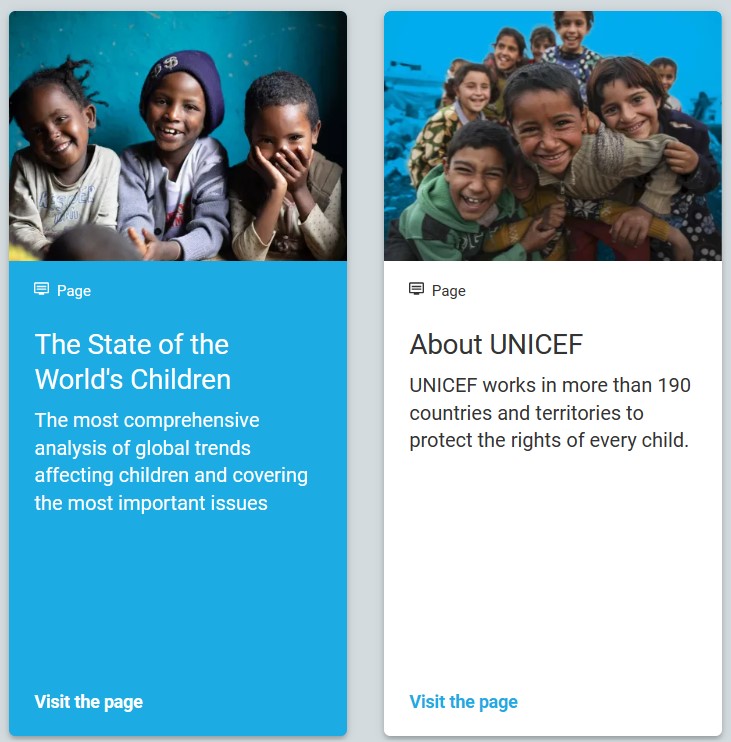 Page
The State of the
World's Children
The most comprehensive
analysis of global trends
affecting children and covering
the most important issues
Visit the page
Page
About UNICEF
UNICEF works in more than 190
countries and territories to
protect the rights of every child.
Visit the page